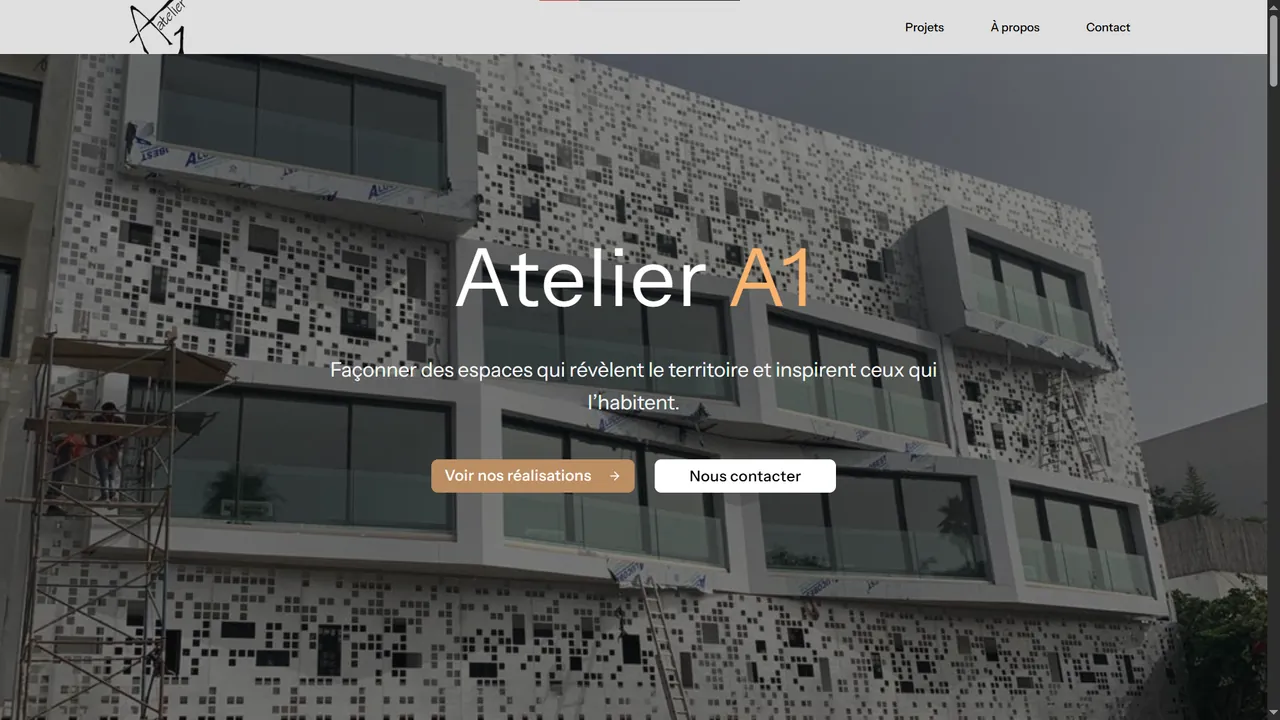 Atelier
A1
Projets
À propos
Contact
Atelier A1
Façonner des espaces qui révèlent le territoire et inspirent ceux qui
l’habitent.
Voir nos réalisations →
Nous contacter